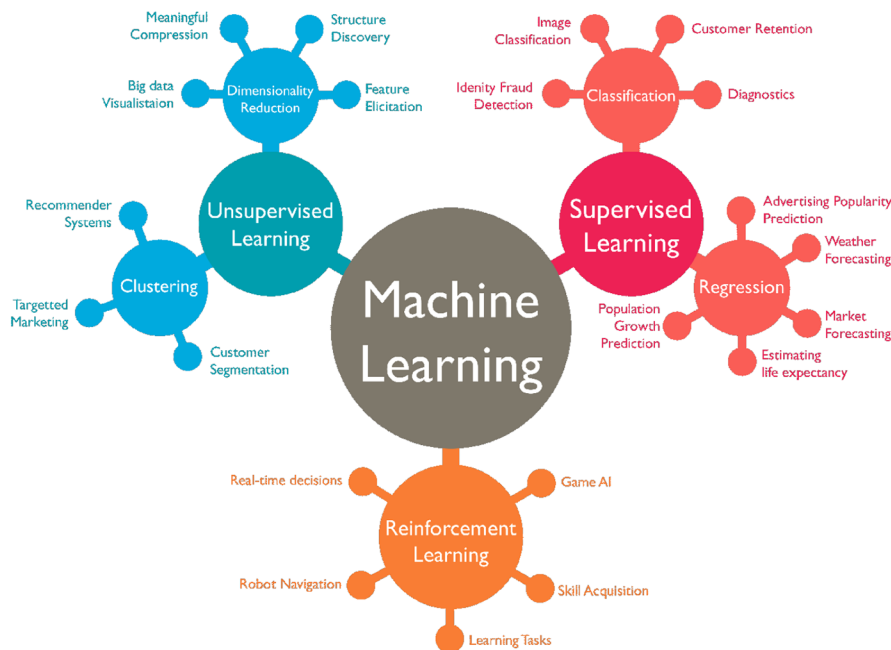 Meaningful
Compression
Structure
Discovery
Big data
Visualistaion
Dimensionality
Reduction
Feature
Elicitation
Unsupervised
Learning
Recommender
Systems
Clustering
Targetted
Marketing
Customer
Segmentation
Machine
Learning
Image
Classification
Customer Retention
Idenity Fraud
Detection
Classification
Diagnostics
Supervised
Learning
Advertising Popularity
Prediction
Weather
Forecasting
Regression
Population
Growth
Prediction
Market
Forecasting
Estimating
life expectancy
Real-time decisions
Game AI
Reinforcement
Learning
Robot Navigation
Skill Acquisition
Learning Tasks